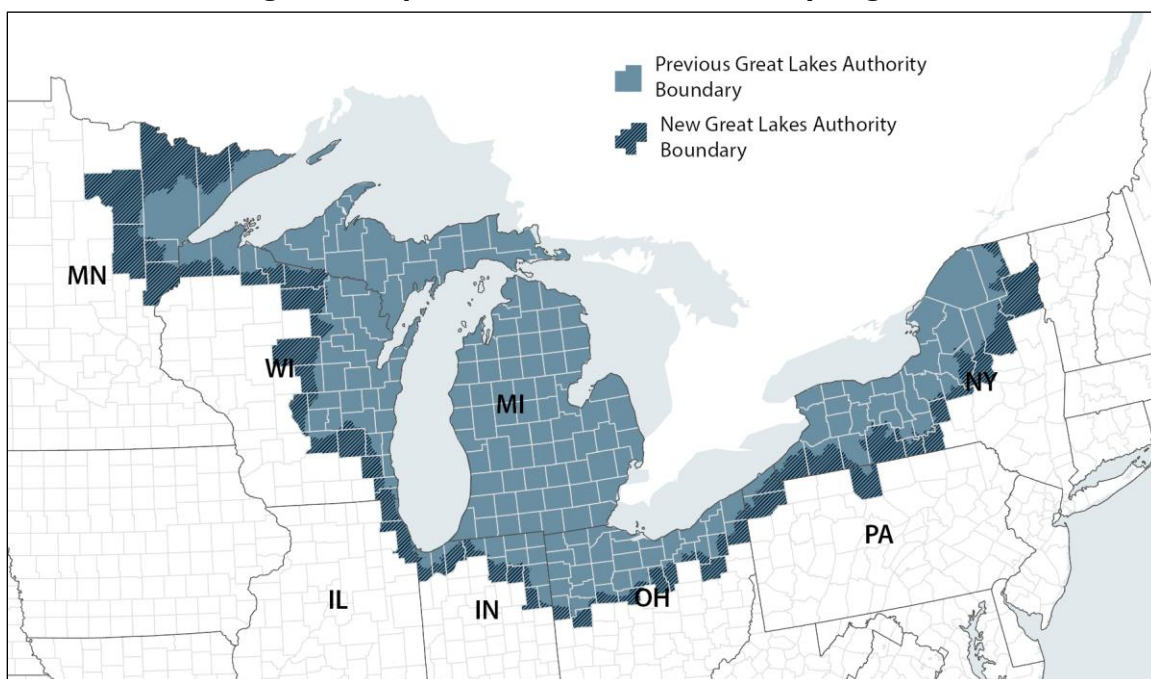 Previous Great Lakes Authority
Boundary
New Great Lakes Authority
Boundary
MN
WI
MI
NY
PA
IL
IN
OH